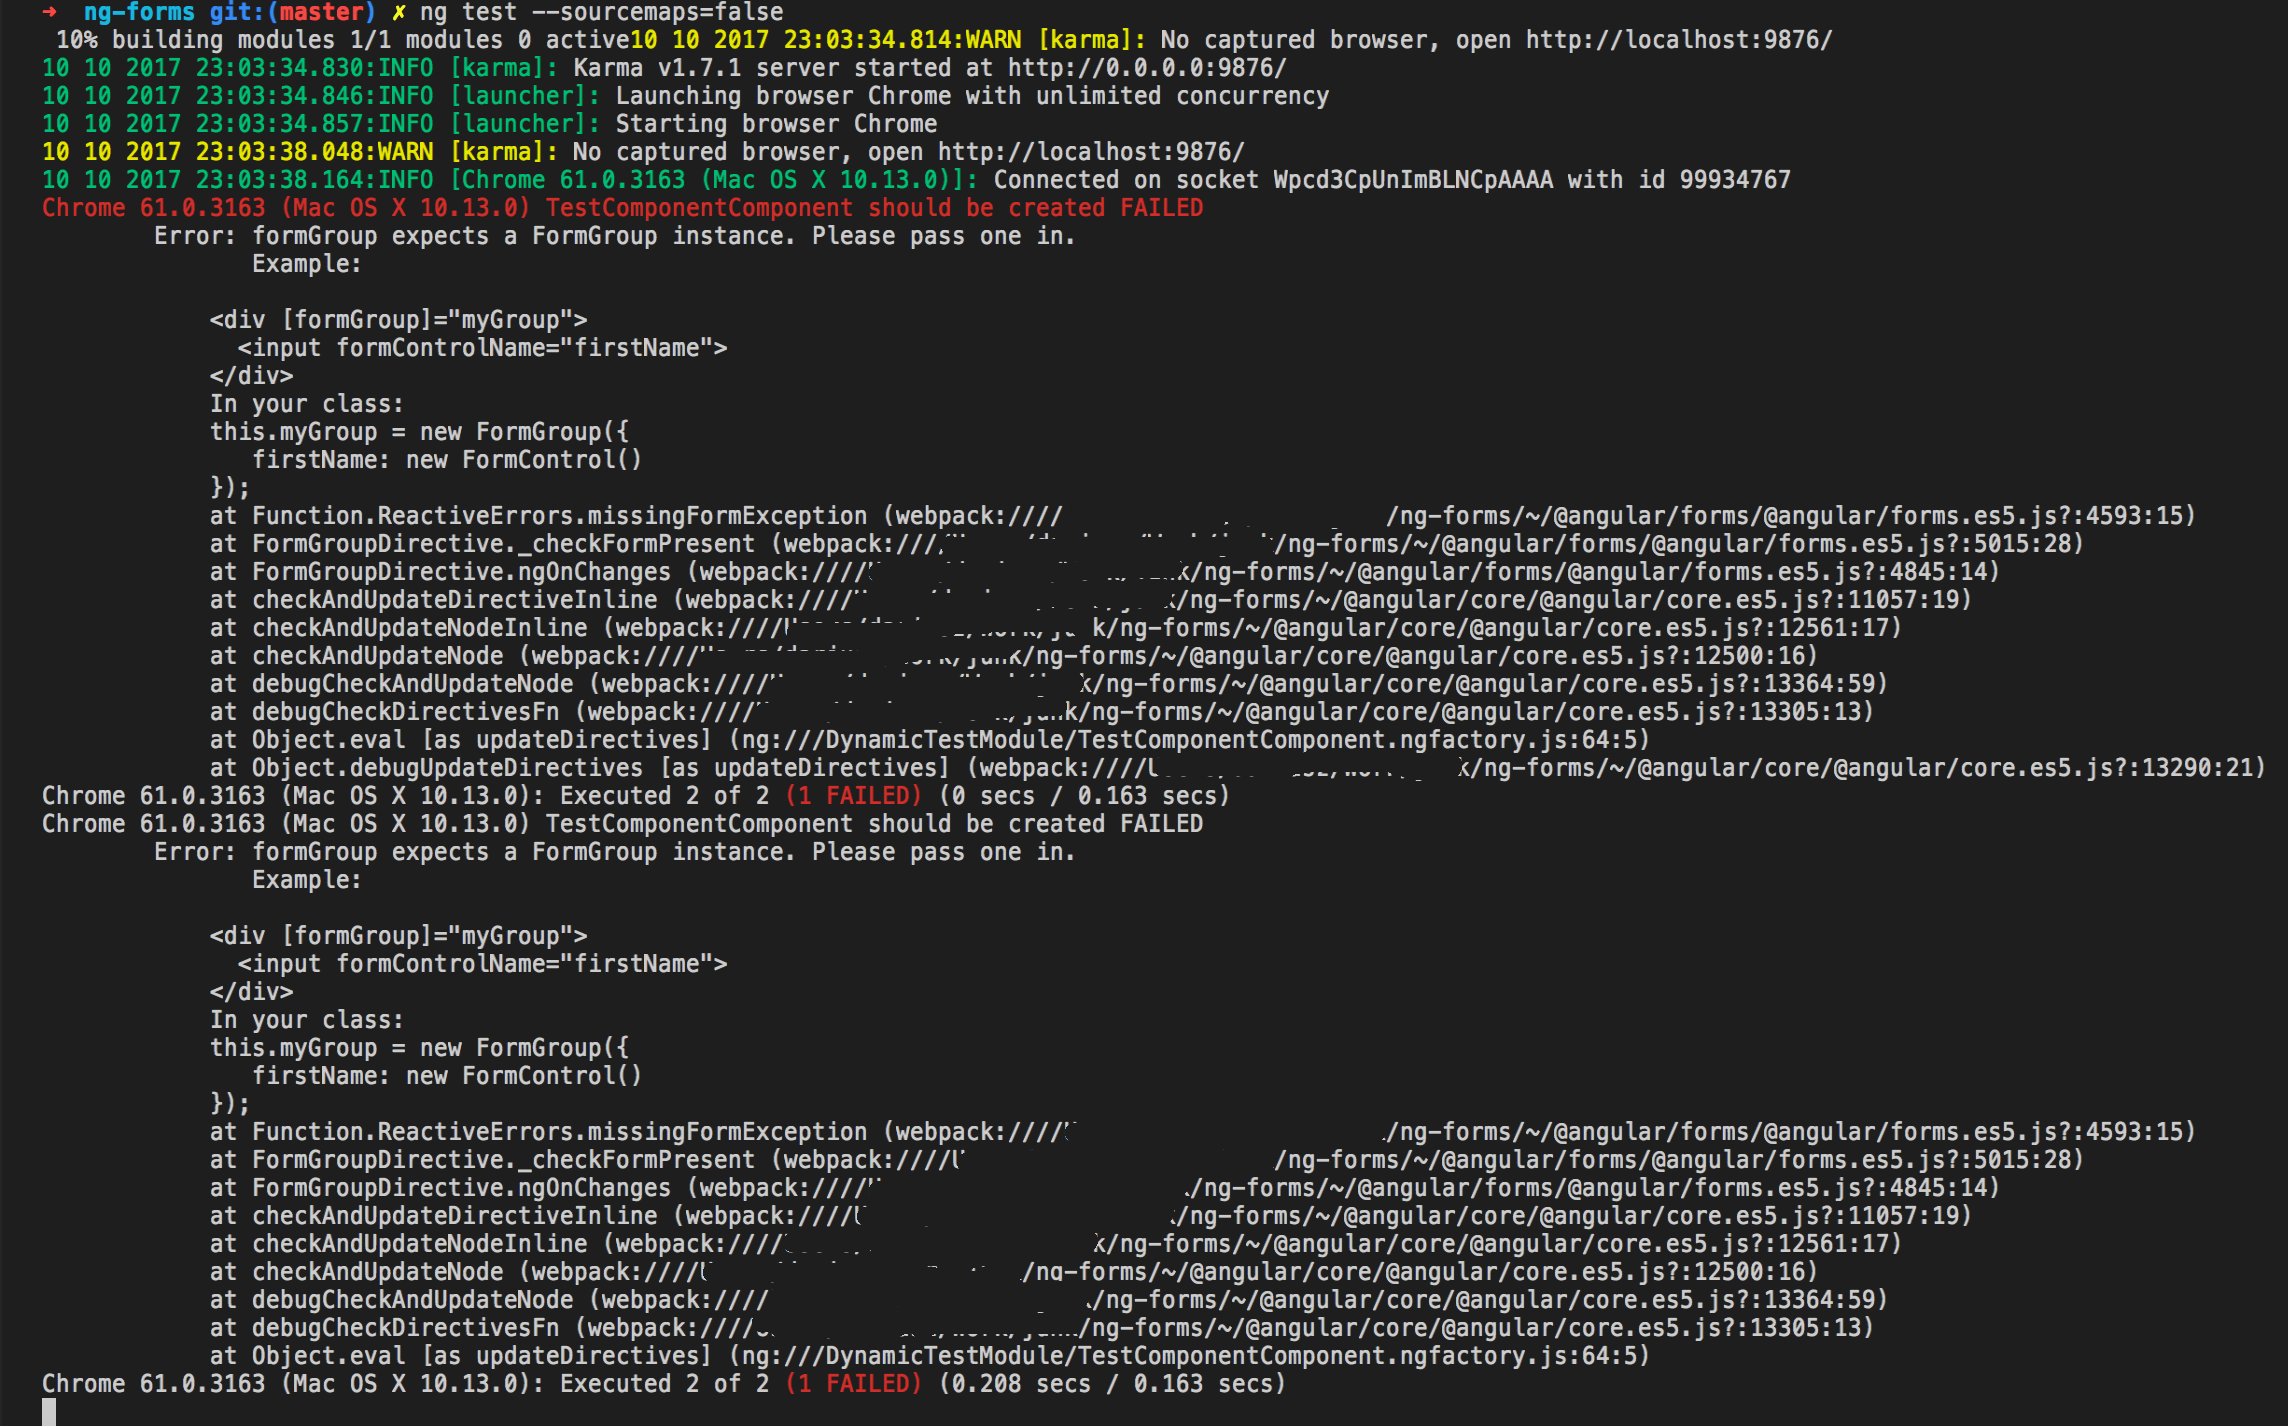 ➜  ng-forms git:(master) ✗ ng test --sourcemaps=false
 10% building modules 1/1 modules 0 active10 10 2017 23:03:34.814:WARN [karma]: No captured browser, open http://localhost:9876/
10 10 2017 23:03:34.830:INFO [karma]: Karma v1.7.1 server started at http://0.0.0.0:9876/
10 10 2017 23:03:34.846:INFO [launcher]: Launching browser Chrome with unlimited concurrency
10 10 2017 23:03:34.857:INFO [launcher]: Starting browser Chrome
10 10 2017 23:03:38.048:WARN [karma]: No captured browser, open http://localhost:9876/
10 10 2017 23:03:38.164:INFO [Chrome 61.0.3163 (Mac OS X 10.13.0)]: Connected on socket Wpcd3CpUnImBLNCpAAAA with id 99934767
Chrome 61.0.3163 (Mac OS X 10.13.0) TestComponentComponent should be created FAILED
        Error: formGroup expects a FormGroup instance. Please pass one in.
               Example:

            <div [formGroup]="myGroup">
              <input formControlName="firstName">
            </div>
            In your class:
            this.myGroup = new FormGroup({
               firstName: new FormControl()
            });
            at Function.ReactiveErrors.missingFormException (webpack://// /ng-forms/~/@angular/forms/@angular/forms.es5.js?:4593:15)
            at FormGroupDirective._checkFormPresent (webpack:/// /ng-forms/~/@angular/forms/@angular/forms.es5.js?:5015:28)
            at FormGroupDirective.ngOnChanges (webpack://// k/ng-forms/~/@angular/forms/@angular/forms.es5.js?:4845:14)
            at checkAndUpdateDirectiveInline (webpack://// /ng-forms/~/@angular/core/@angular/core.es5.js?:11057:19)
            at checkAndUpdateNodeInline (webpack://// k/ng-forms/~/@angular/core/@angular/core.es5.js?:12561:17)
            at checkAndUpdateNode (webpack://// /junk/ng-forms/~/@angular/core/@angular/core.es5.js?:12500:16)
            at debugCheckAndUpdateNode (webpack://// k/ng-forms/~/@angular/core/@angular/core.es5.js?:13364:59)
            at debugCheckDirectivesFn (webpack://// k/ng-forms/~/@angular/core/@angular/core.es5.js?:13305:13)
            at Object.eval [as updateDirectives] (ng:///DynamicTestModule/TestComponentComponent.ngfactory.js:64:5)
            at Object.debugUpdateDirectives [as updateDirectives] (webpack://// k/ng-forms/~/@angular/core/@angular/core.es5.js?:13290:21)
Chrome 61.0.3163 (Mac OS X 10.13.0): Executed 2 of 2 (1 FAILED) (0 secs / 0.163 secs)
Chrome 61.0.3163 (Mac OS X 10.13.0) TestComponentComponent should be created FAILED
        Error: formGroup expects a FormGroup instance. Please pass one in.
               Example:

            <div [formGroup]="myGroup">
              <input formControlName="firstName">
            </div>
            In your class:
            this.myGroup = new FormGroup({
               firstName: new FormControl()
            });
            at Function.ReactiveErrors.missingFormException (webpack://// /ng-forms/~/@angular/forms/@angular/forms.es5.js?:4593:15)
            at FormGroupDirective._checkFormPresent (webpack://// /ng-forms/~/@angular/forms/@angular/forms.es5.js?:5015:28)
            at FormGroupDirective.ngOnChanges (webpack://// /ng-forms/~/@angular/forms/@angular/forms.es5.js?:4845:14)
            at checkAndUpdateDirectiveInline (webpack://// /ng-forms/~/@angular/core/@angular/core.es5.js?:11057:19)
            at checkAndUpdateNodeInline (webpack://// k/ng-forms/~/@angular/core/@angular/core.es5.js?:12561:17)
            at checkAndUpdateNode (webpack://// /ng-forms/~/@angular/core/@angular/core.es5.js?:12500:16)
            at debugCheckAndUpdateNode (webpack://// /ng-forms/~/@angular/core/@angular/core.es5.js?:13364:59)
            at debugCheckDirectivesFn (webpack://// /ng-forms/~/@angular/core/@angular/core.es5.js?:13305:13)
            at Object.eval [as updateDirectives] (ng:///DynamicTestModule/TestComponentComponent.ngfactory.js:64:5)
Chrome 61.0.3163 (Mac OS X 10.13.0): Executed 2 of 2 (1 FAILED) (0.208 secs / 0.163 secs)